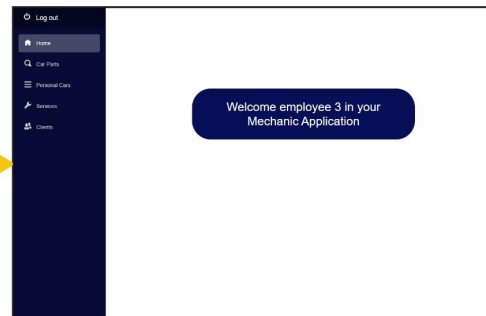 Log out
Home
Car Parts
Personal Cars
Services
Clients
Welcome employee 3 in your
Mechanic Application